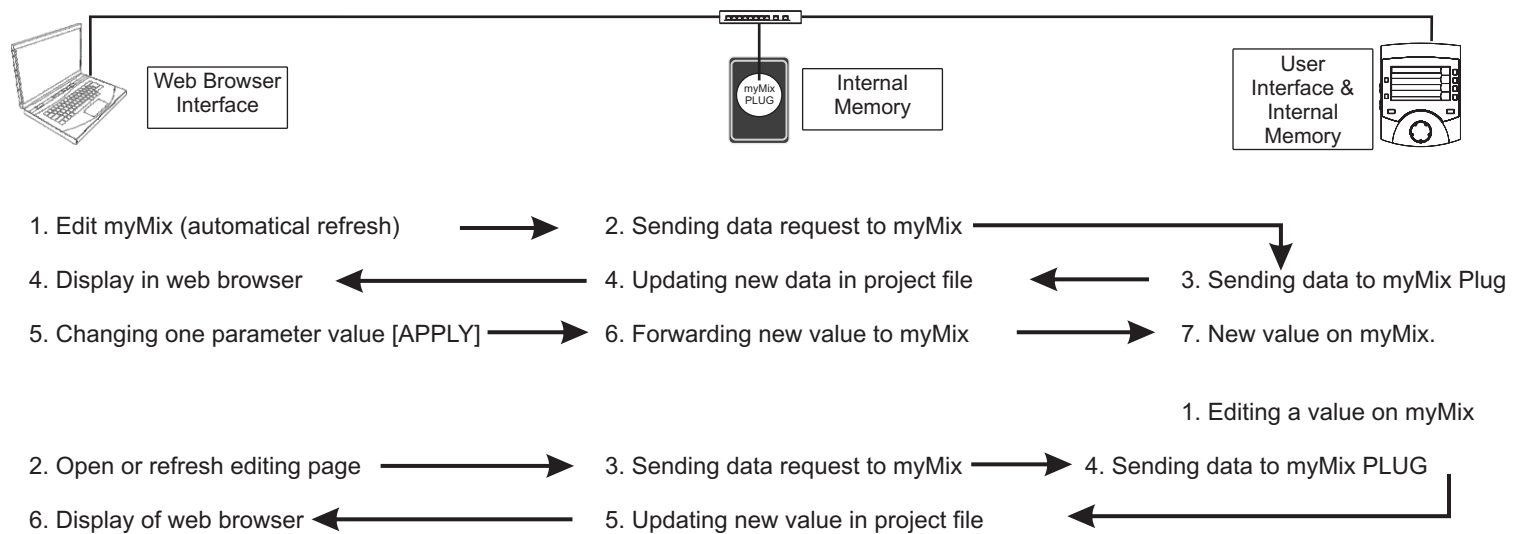 Web Browser
Interface
myMix
PLUG
Internal
Memory
User
Interface &
Internal
Memory
1. Edit myMix (automatical refresh)
2. Sending data request to myMix
4. Display in web browser
4. Updating new data in project file
3. Sending data to myMix Plug
5. Changing one parameter value [APPLY]
6. Forwarding new value to myMix
7. New value on myMix.
1. Editing a value on myMix
2. Open or refresh editing page
3. Sending data request to myMix
4. Sending data to myMix PLUG
6. Display of web browser
5. Updating new value in project file